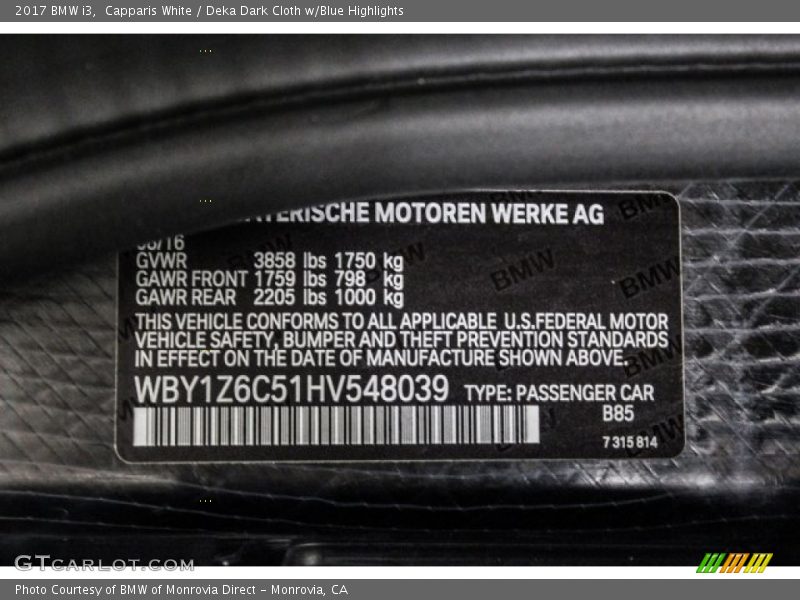 2017 BMW i3,  Capparis White / Deka Dark Cloth w/Blue Highlights
MOTOREN WERKE AG
GVWR 3858 lbs 1750 kg
GAWR FRONT 1759 lbs 798 kg
GAWR REAR 2205 lbs 1000 kg
THIS VEHICLE CONFORMS TO ALL APPLICABLE U.S.FEDERAL MOTOR
VEHICLE SAFETY, BUMPER AND THEFT PREVENTION STANDARDS
IN EFFECT ON THE DATE OF MANUFACTURE SHOWN ABOVE.
WBY1Z6C51HV548039 TYPE: PASSENGER CAR
B85
7 315 814
BMW
BMW
GTCARLOT.COM
Photo Courtesy of BMW of Monrovia Direct - Monrovia, CA